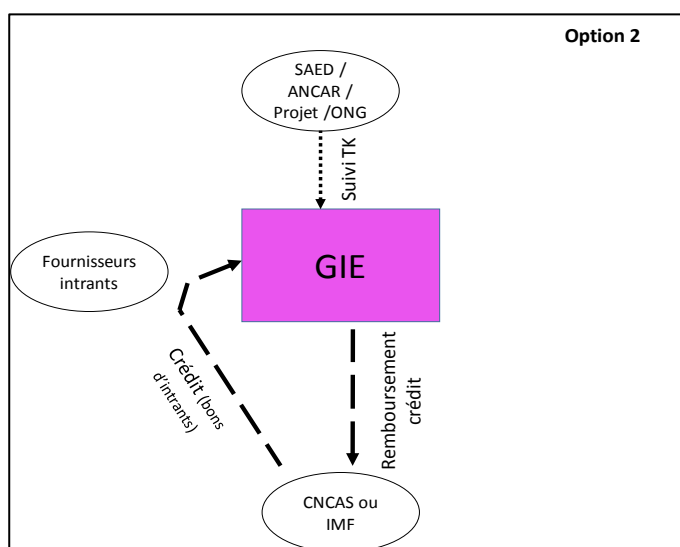 Option 2
SAED /
ANCAR /
Projet /ONG
Suivi TK
Fournisseurs
intrants
GIE
Crédit (bons
d’intrants)
Remboursement
crédit
CNCAS ou
IMF